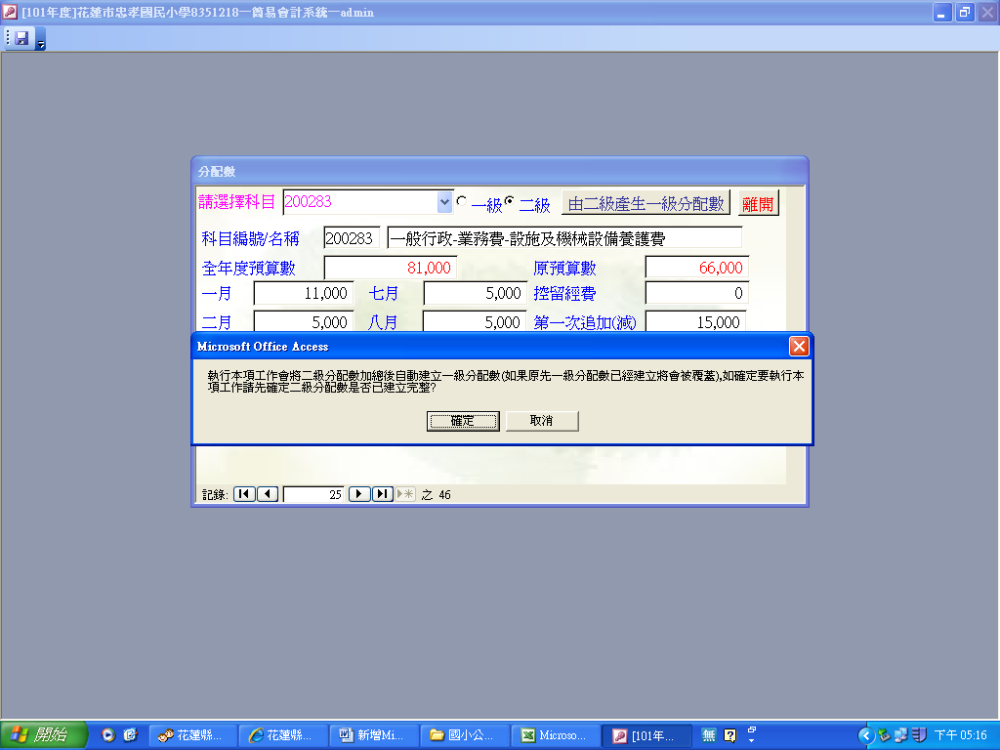 [101年度]花蓮市忠孝國民小學8351218—簡易會計系統—admin
分配數
請選擇科目 200283 一級 二級 由二級產生一級分配數 離開
科目編號/名稱 200283 一般行政-業務費-設施及機械設備養護費
全年度預算數 81,000 原預算數 66,000
一月 11,000 七月 5,000 控留經費 0
二月 5,000 八月 5,000 第一次追加(減) 15,000
Microsoft Office Access
執行本項工作會將二級分配數加總後自動建立一級分配數(如果原先一級分配數已經建立將會被覆蓋),如確定要執行本
項工作請先確定二級分配數是否已建立完整?
確定 取消
記錄: 25 之 46
開始 花蓮縣... 花蓮縣... 新增Mi... 國小公... Microso... [101年... 無 下午 05:16